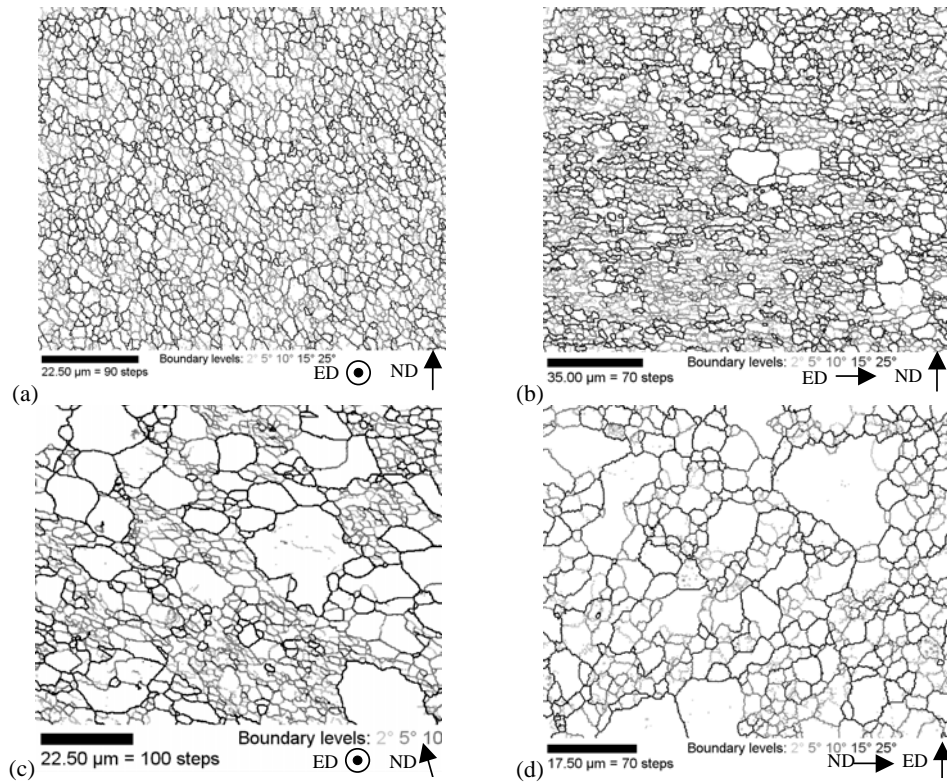 Boundary levels: 2° 5° 10° 15° 25°
22.50 µm = 90 steps
ED ND
(a)
Boundary levels: 2° 5° 10° 15° 25°
35.00 µm = 70 steps
ED ND
(b)
Boundary levels: 2° 5° 10
22.50 µm = 100 steps
ED ND
(c)
Boundary levels: 2° 5° 10° 15° 25°
17.50 µm = 70 steps
ND ED
(d)